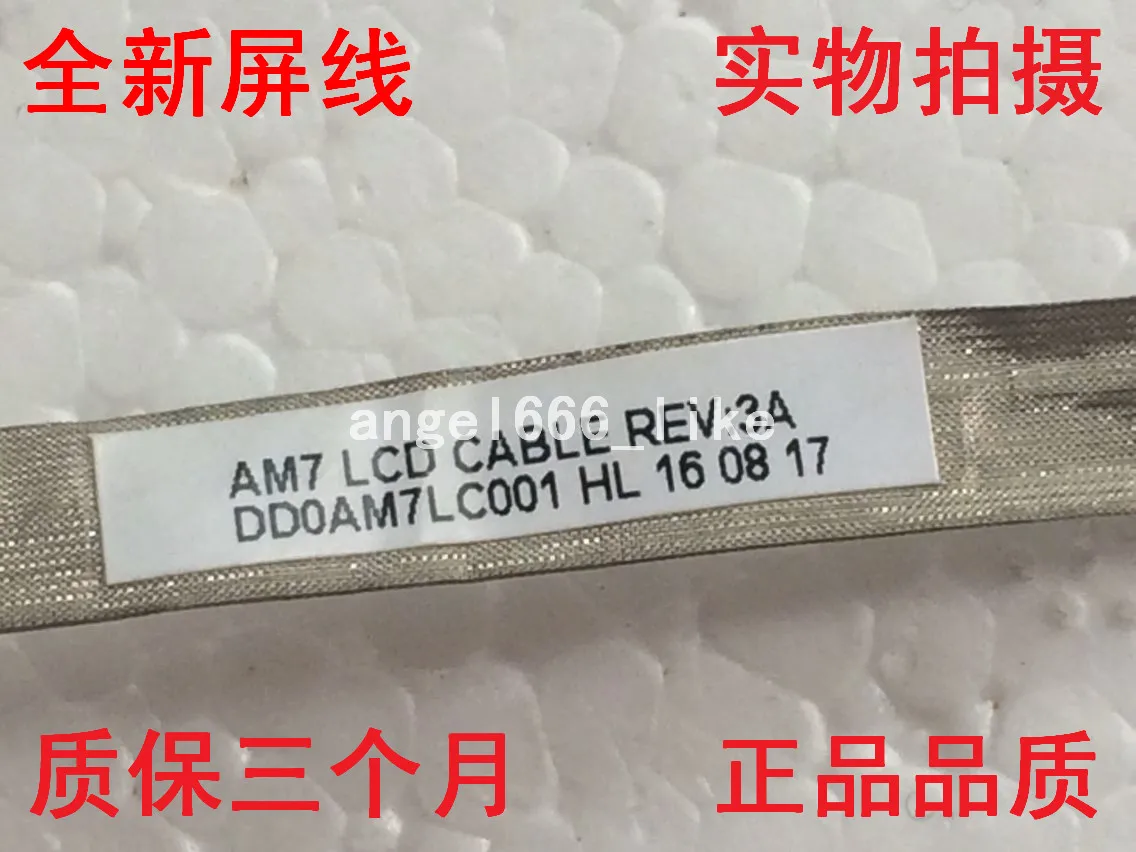 全新屏线
实物拍摄
angel666_like
AM7 LCD CABLE REV:3A
DD0AM7LC001 HL 16 08 17
质保三个月
正品品质